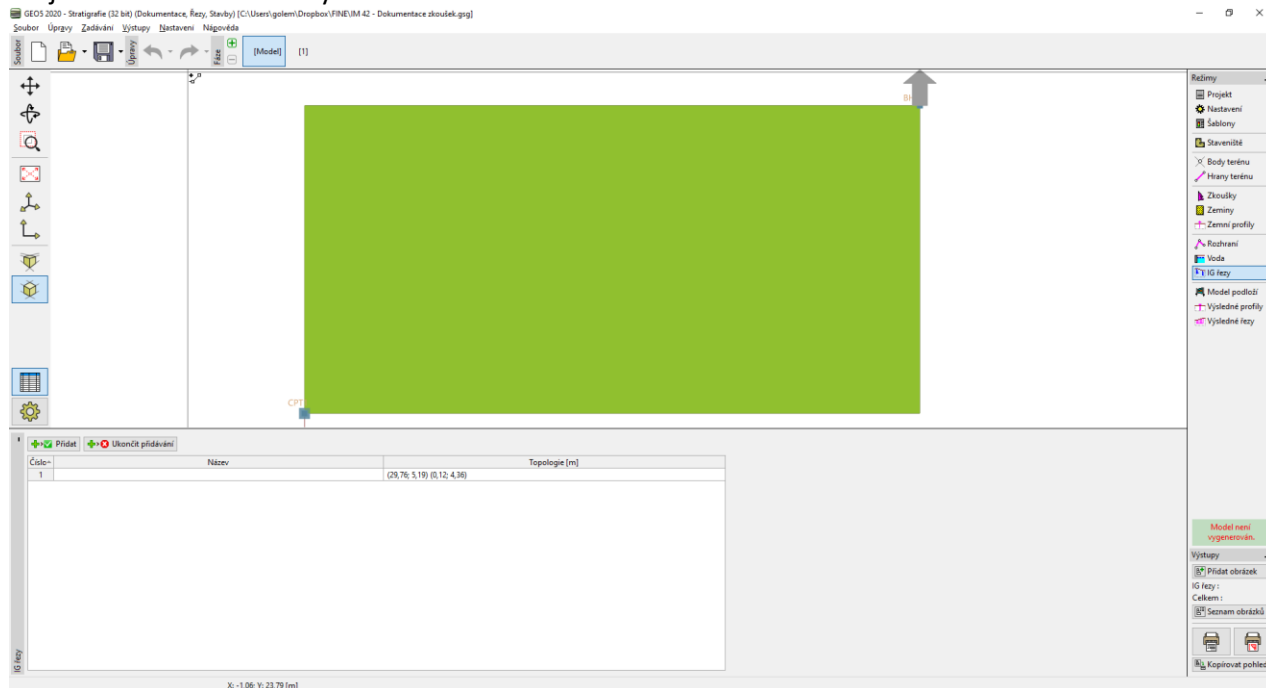 GEO5 2020 - Stratigrafie (32 bit) (Dokumentace, Řezy, Stavby) [C:\Users\golem\Dropbox\FINE\IM 42 - Dokumentace zkoušek.gsg]
Soubor Úpravy Zadávání Výstupy Nastavení Nápověda
Soubor Úpravy Fáze [Model] [1]
Režimy
Projekt
Nastavení
Šablony
Staveniště
Body terénu
Hrany terénu
Zkoušky
Zeminy
Zemní profily
Rozhraní
Voda
IG řezy
Model podloží
Výsledné profily
Výsledné řezy
CPT
Přidat Ukončit přidávání
Číslo Název Topologie [m]
1 (29,76; 5,19) (0,12; 4,36)
Model není
vygenerován.
Výstupy
Přidat obrázek
IG řezy :
Celkem :
Seznam obrázků
Kopírovat pohled
IG řezy
X: -1,06; Y: 23,79 [m]